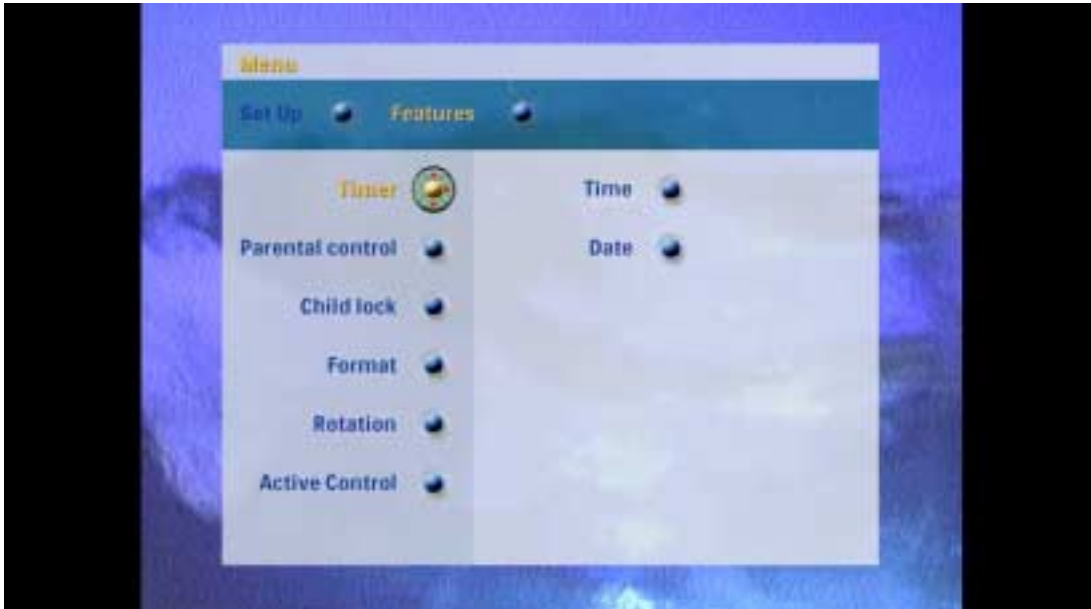 Menu
Set Up Features
Timer Time
Parental control Date
Child lock
Format
Rotation
Active Control